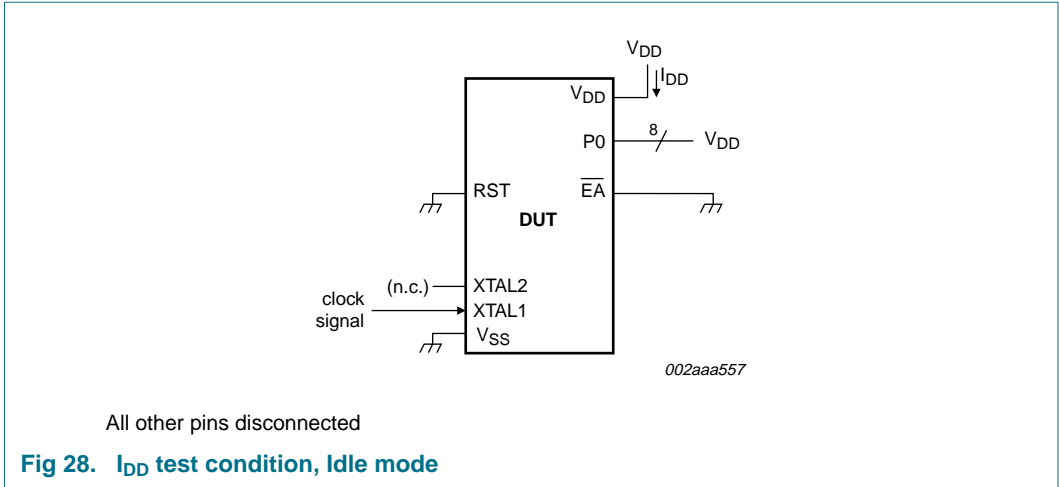 VDD
IDD
VDD
P0
8
VDD
RST
EA
DUT
(n.c.)
XTAL2
clock
signal
XTAL1
VSS
002aaa557
All other pins disconnected
Fig 28. IDD test condition, Idle mode